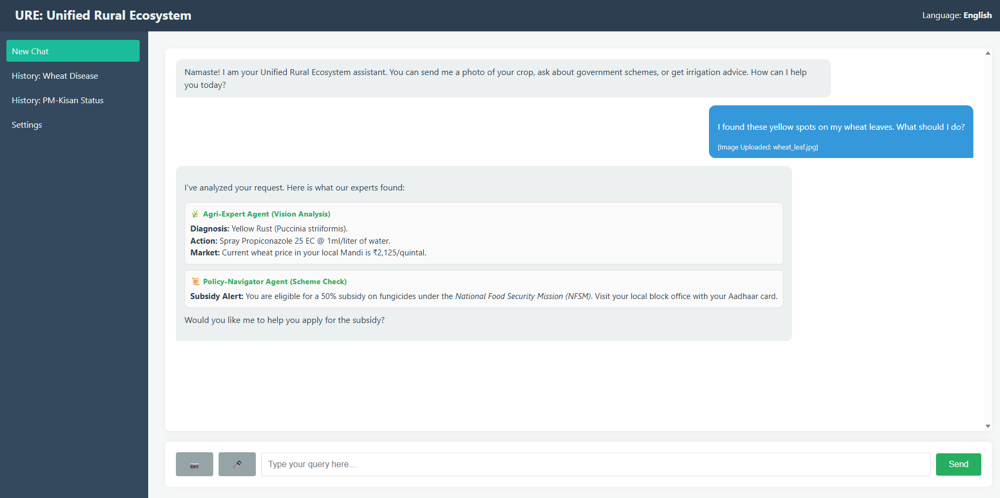 URE: Unified Rural Ecosystem
Language: English
New Chat
History: Wheat Disease
History: PM-Kisan Status
Settings
Namaste! I am your Unified Rural Ecosystem assistant. You can send me a photo of your crop, ask about government schemes, or get irrigation advice. How can I help
you today?
I found these yellow spots on my wheat leaves. What should I do?
[Image Uploaded: wheat_leaf.jpg]
I've analyzed your request. Here is what our experts found:
Agri-Expert Agent (Vision Analysis)
Diagnosis: Yellow Rust (Puccinia striiformis).
Action: Spray Propiconazole 25 EC @ 1ml/liter of water.
Market: Current wheat price in your local Mandi is ₹2,125/quintal.
Policy-Navigator Agent (Scheme Check)
Subsidy Alert: You are eligible for a 50% subsidy on fungicides under the National Food Security Mission (NFSM). Visit your local block office with your Aadhaar card.
Would you like me to help you apply for the subsidy?
Type your query here...
Send